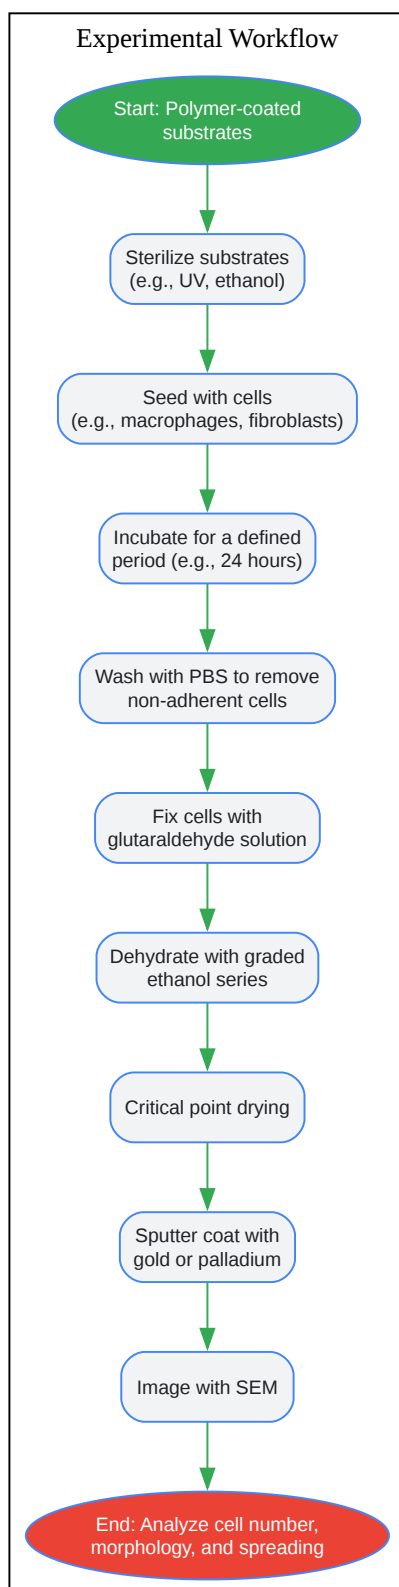 Experimental Workflow
Start: Polymer-coated
substrates
Sterilize substrates
(e.g., UV, ethanol)
Seed with cells
(e.g., macrophages, fibroblasts)
Incubate for a defined
period (e.g., 24 hours)
Wash with PBS to remove
non-adherent cells
Fix cells with
glutaraldehyde solution
Dehydrate with graded
ethanol series
Critical point drying
Sputter coat with
gold or palladium
Image with SEM
End: Analyze cell number,
morphology, and spreading